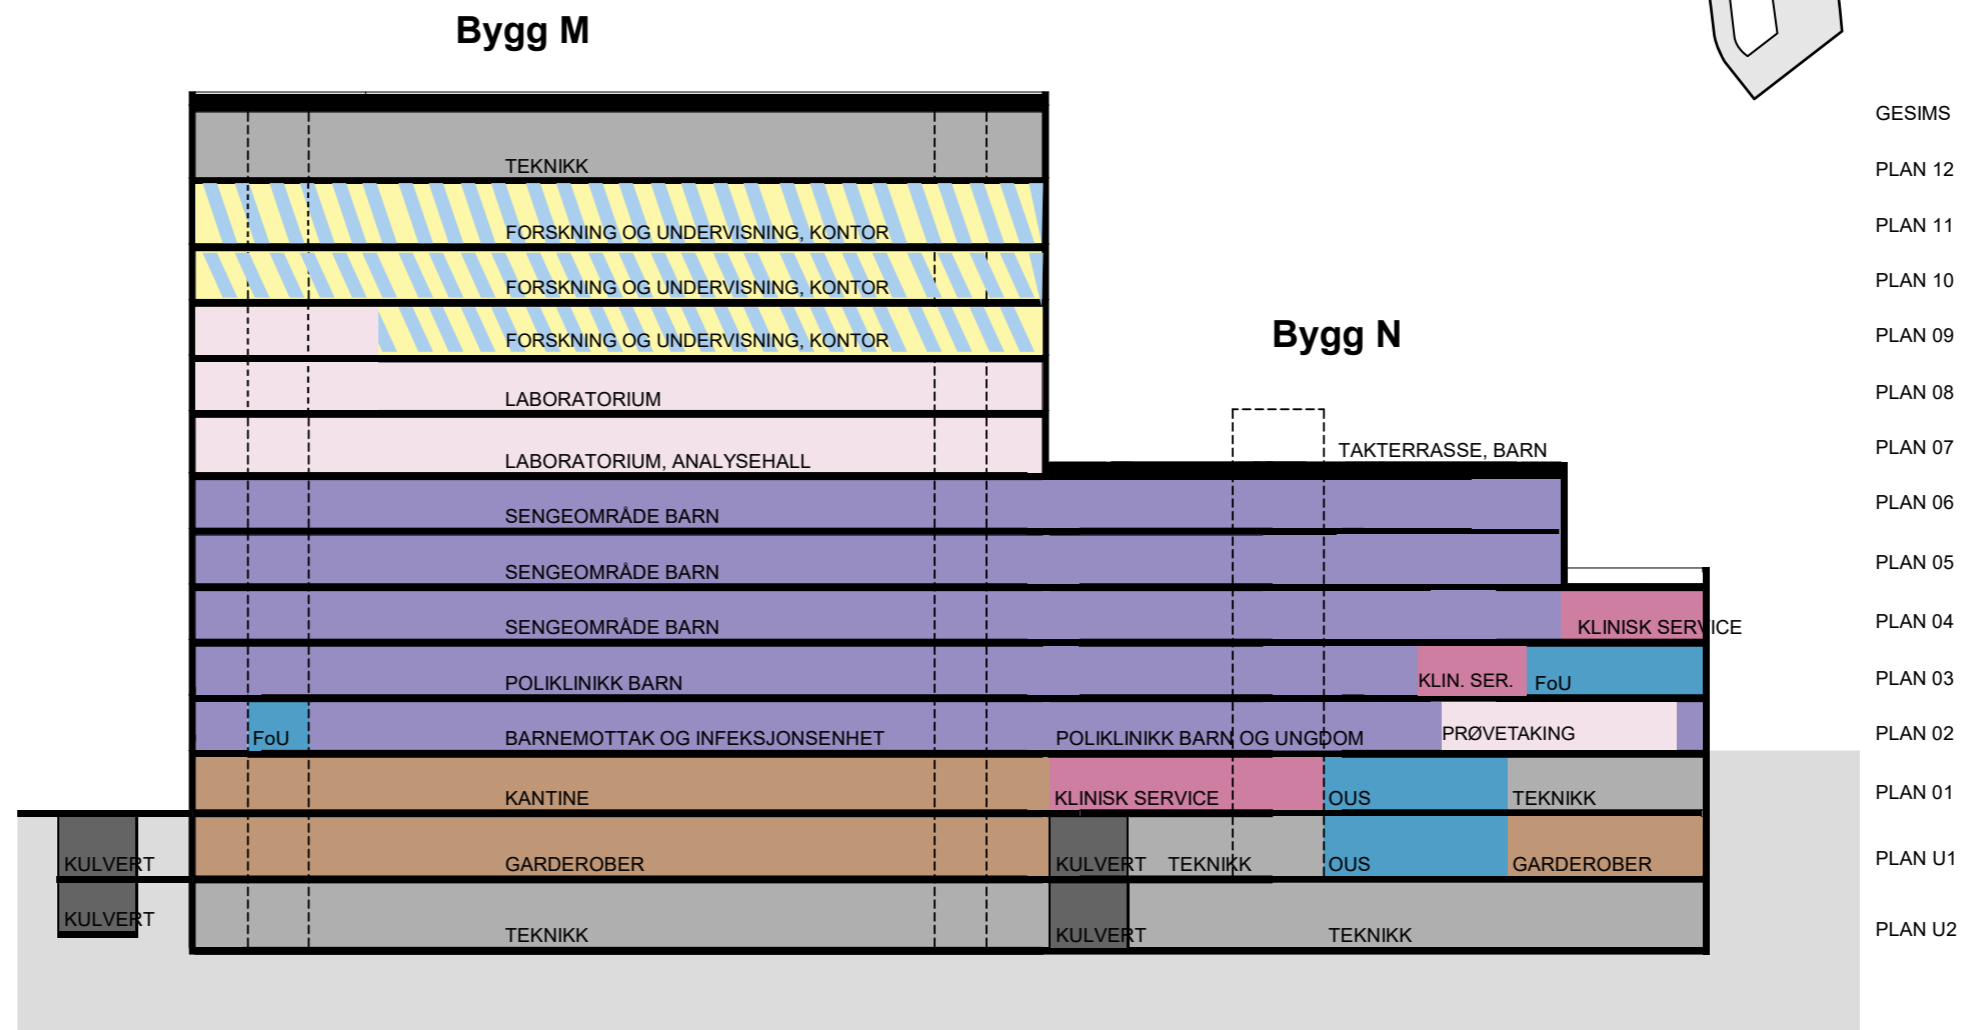 Bygg M
GESIMS
TEKNIKK
PLAN 12
FORSKNING OG UNDERVISNING, KONTOR
PLAN 11
FORSKNING OG UNDERVISNING, KONTOR
PLAN 10
Bygg N
FORSKNING OG UNDERVISNING, KONTOR
PLAN 09
LABORATORIUM
PLAN 08
LABORATORIUM, ANALYSEHALL
TAKTERRASSE, BARN
PLAN 07
SENGEOMRÅDE BARN
PLAN 06
SENGEOMRÅDE BARN
PLAN 05
SENGEOMRÅDE BARN
KLINISK SERVICE
PLAN 04
POLIKLINIKK BARN
KLIN. SER.
FoU
PLAN 03
FoU
BARNEMOTTAK OG INFEKSJONSENHET
POLIKLINIKK BARN OG UNGDOM
PRØVETAKING
PLAN 02
KANTINE
KLINISK SERVICE
OUS
TEKNIKK
PLAN 01
KULVERT
GARDEROBER
KULVERT
TEKNIKK
OUS
GARDEROBER
PLAN U1
KULVERT
TEKNIKK
KULVERT
TEKNIKK
PLAN U2